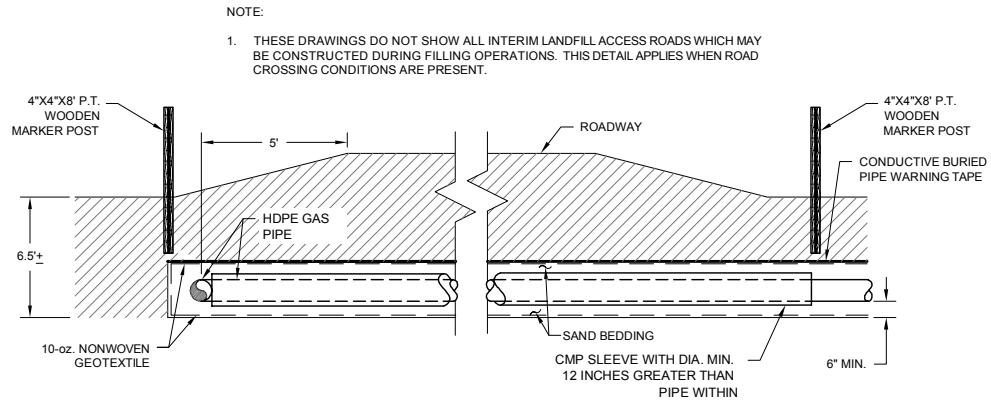 NOTE:
1. THESE DRAWINGS DO NOT SHOW ALL INTERIM LANDFILL ACCESS ROADS WHICH MAY
BE CONSTRUCTED DURING FILLING OPERATIONS. THIS DETAIL APPLIES WHEN ROAD
CROSSING CONDITIONS ARE PRESENT.
4"X4"X8' P.T.
WOODEN
MARKER POST
5'
ROADWAY
4"X4"X8' P.T.
WOODEN
MARKER POST
CONDUCTIVE BURIED
PIPE WARNING TAPE
HDPE GAS
PIPE
6.5'±
10-oz. NONWOVEN
GEOTEXTILE
SAND BEDDING
CMP SLEEVE WITH DIA. MIN.
12 INCHES GREATER THAN
PIPE WITHIN
6" MIN.